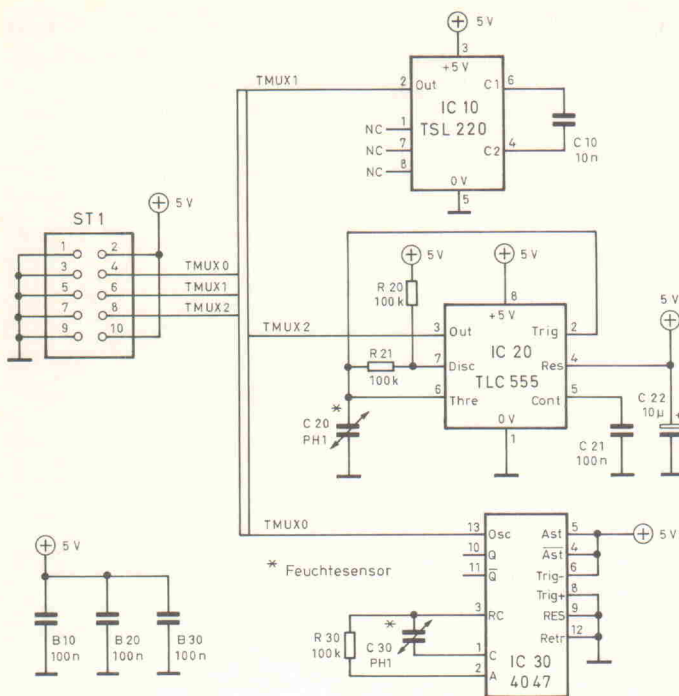 5 V
3
+5 V
TMUX1
2
Out
C1
6
IC 10
TSL 220
NC
1
NC
7
NC
8
C2
4
C 10
10n
0 V
5
ST1
5 V
1
2
3
4
TMUX0
5
6
TMUX1
7
8
TMUX2
9
10
5 V
5 V
5 V
R 20
100k
8
+5 V
TMUX2
3
Out
Trig
2
R 21
100k
7
Disc
IC 20
Res
4
TLC 555
*
6
Thre
Cont
5
C 22
10µ
+
C 20
PH1
0 V
1
C 21
100n
TMUX0
13
Osc
Ast
5
5 V
10
Q
Ast
4
* Feuchtesensor
11
Q
Trig-
6
Trig+
8
*
3
RC
RES
9
R 30
100k
C 30
PH1
1
C
Retr
12
2
A
IC 30
4047
5 V
B10
100n
B20
100n
B30
100n